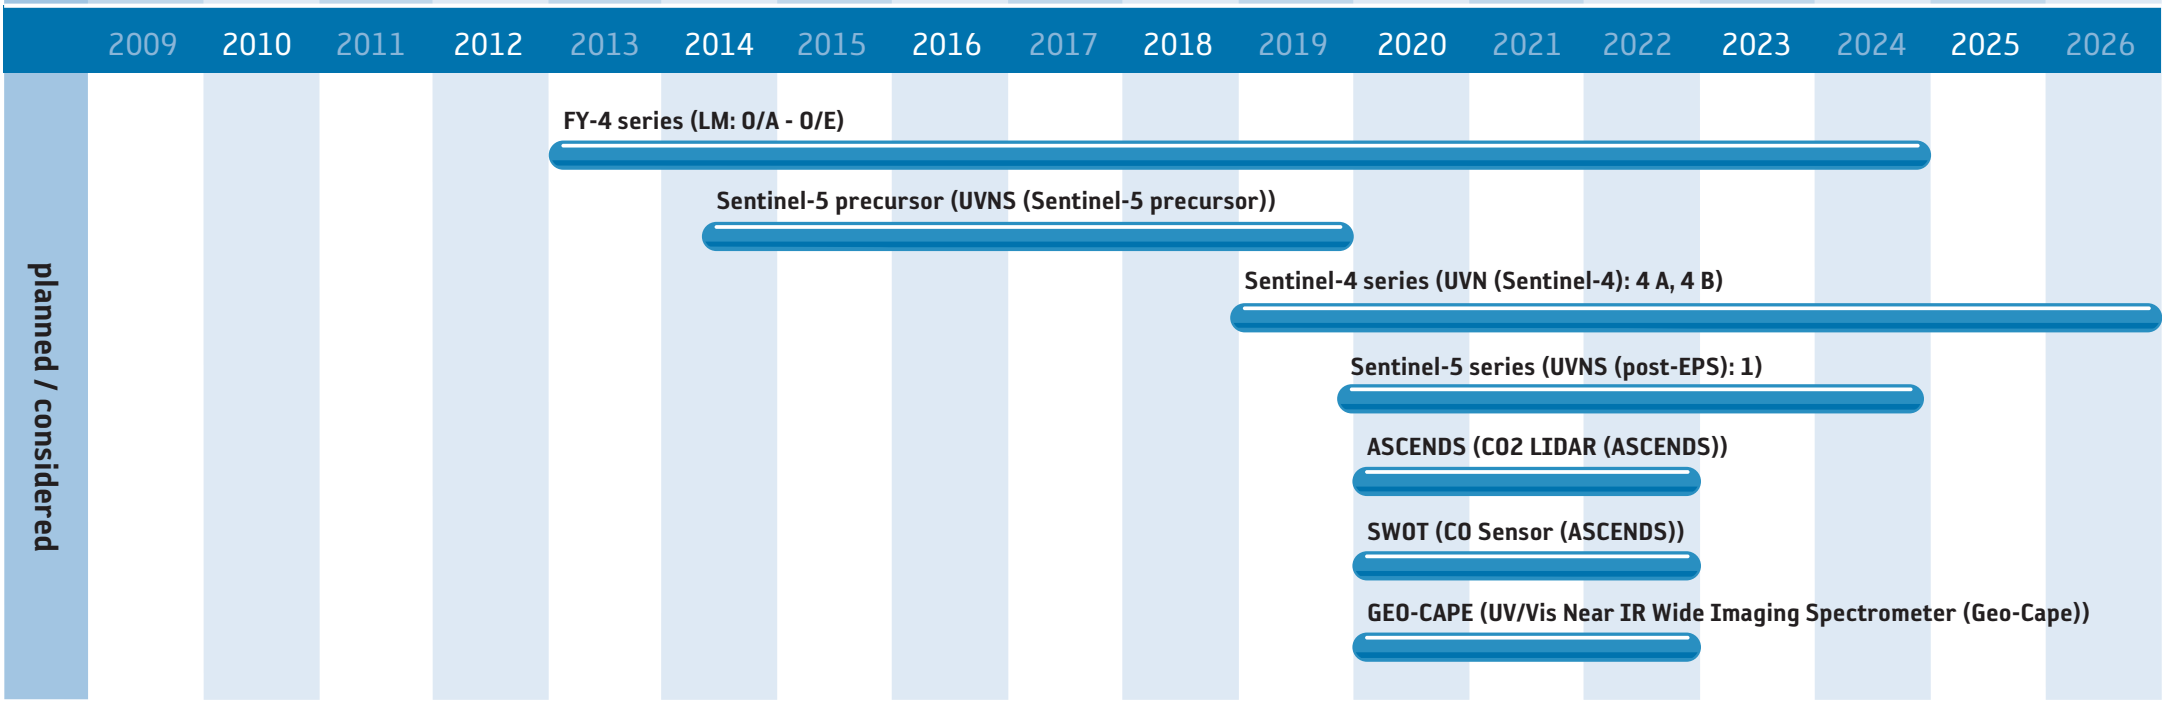 2009 2010 2011 2012 2013 2014 2015 2016 2017 2018 2019 2020 2021 2022 2023 2024 2025 2026
planned / considered
FY-4 series (LM: O/A - O/E)
Sentinel-5 precursor (UVNS (Sentinel-5 precursor))
Sentinel-4 series (UVN (Sentinel-4): 4 A, 4 B)
Sentinel-5 series (UVNS (post-EPS): 1)
ASCENDS (CO2 LIDAR (ASCENDS))
SWOT (CO Sensor (ASCENDS))
GEO-CAPE (UV/Vis Near IR Wide Imaging Spectrometer (Geo-Cape))